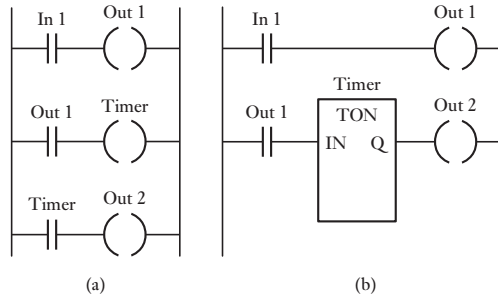 In 1 Out 1
Out 1 Timer
Timer Out 2
(a)
In 1 Out 1
Timer
Out 1 TON Out 2
IN Q
(b)